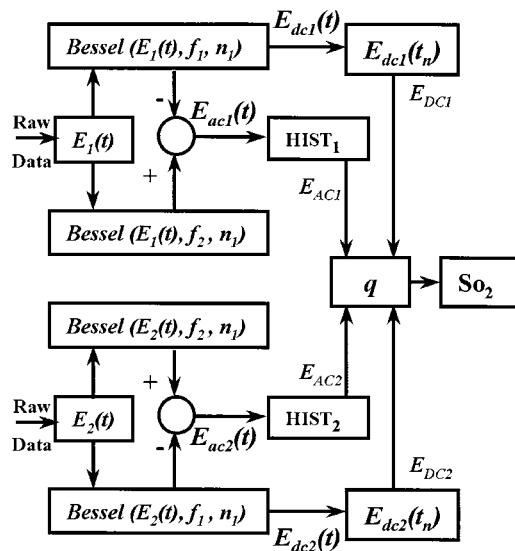 E_dc1(t)
Bessel (E_1(t), f_1, n_1)
E_dc1(t_n)
-
E_ac1(t)
E_DC1
Raw
Data
E_1(t)
HIST_1
+
E_AC1
Bessel (E_1(t), f_2, n_1)
q
So_2
Bessel (E_2(t), f_2, n_1)
+
E_AC2
Raw
Data
E_2(t)
HIST_2
E_ac2(t)
-
E_DC2
Bessel (E_2(t), f_1, n_1)
E_dc2(t_n)
E_dc2(t)